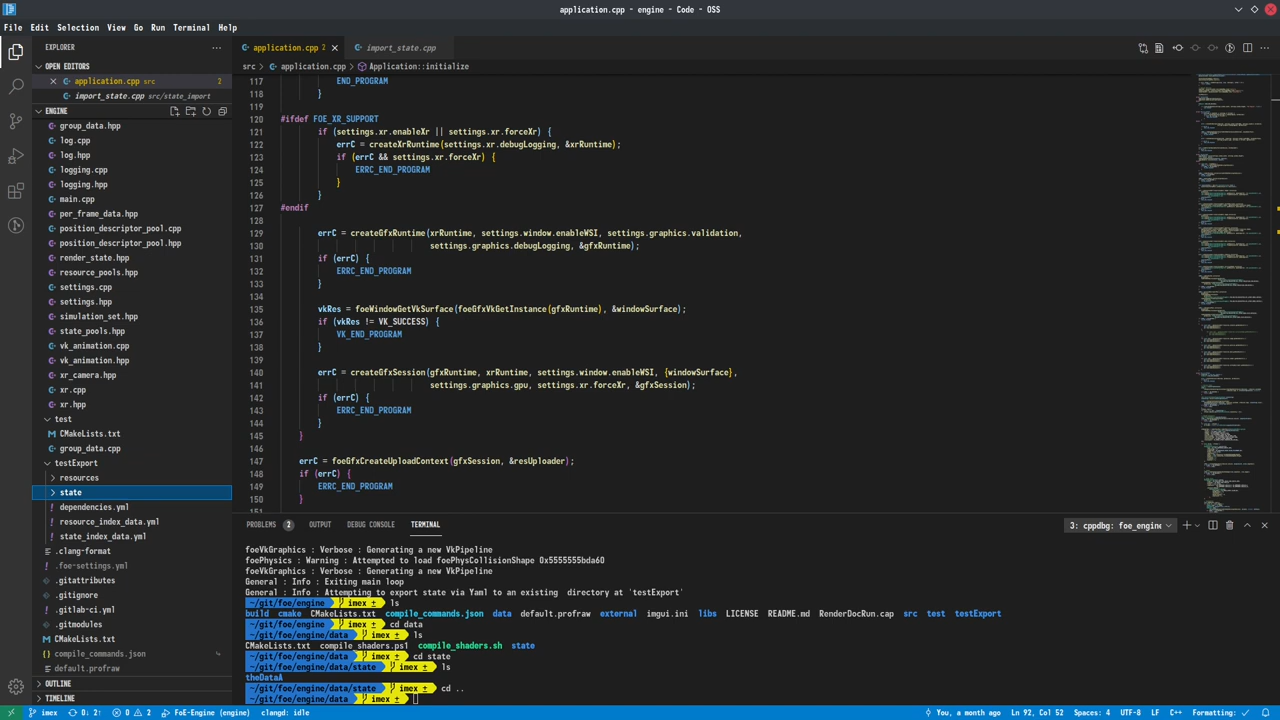 application.cpp - engine - Code - OSS
File Edit Selection View Go Run Terminal Help
EXPLORER
OPEN EDITORS
application.cpp src 2
import_state.cpp src/state_import
ENGINE
group_data.hpp
log.cpp
log.hpp
logging.cpp
logging.hpp
main.cpp
per_frame_data.hpp
position_descriptor_pool.cpp
position_descriptor_pool.hpp
render_state.hpp
resource_pools.hpp
settings.cpp
settings.hpp
simulation_set.hpp
state_pools.hpp
vk_animation.cpp
vk_animation.hpp
xr_camera.hpp
xr.cpp
xr.hpp
test
CMakeLists.txt
group_data.cpp
testExport
resources
state
dependencies.yml
resource_index_data.yml
state_index_data.yml
.clang-format
.foe-settings.yml
.gitattributes
.gitignore
.gitlab-ci.yml
.gitmodules
CMakeLists.txt
compile_commands.json
default.profraw
OUTLINE
TIMELINE
application.cpp 2 import_state.cpp
src > application.cpp > Application::initialize
117 END_PROGRAM
118 }
119
120 #ifdef FOE_XR_SUPPORT
121 if (settings.xr.enableXr || settings.xr.forceXr) {
122 errC = createXrRuntime(settings.xr.debugLogging, &xrRuntime);
123 if (errC && settings.xr.forceXr) {
124 ERRC_END_PROGRAM
125 }
126 }
127 #endif
128
129 errC = createGfxRuntime(xrRuntime, settings.window.enableWSI, settings.graphics.validation,
130 settings.graphics.debugLogging, &gfxRuntime);
131 if (errC) {
132 ERRC_END_PROGRAM
133 }
134
135 vkRes = foeWindowGetVkSurface(foeGfxVkGetInstance(gfxRuntime), &windowSurface);
136 if (vkRes != VK_SUCCESS) {
137 VK_END_PROGRAM
138 }
139
140 errC = createGfxSession(gfxRuntime, xrRuntime, settings.window.enableWSI, {windowSurface},
141 settings.graphics.gpu, settings.xr.forceXr, &gfxSession);
142 if (errC) {
143 ERRC_END_PROGRAM
144 }
145 }
146
147 errC = foeGfxCreateUploadContext(gfxSession, &resUploader);
148 if (errC) {
149 ERRC_END_PROGRAM
150 }
151
PROBLEMS 2 OUTPUT DEBUG CONSOLE TERMINAL 3: cppdbg: foe_engine
foeVkGraphics : Verbose : Generating a new VkPipeline
foePhysics : Warning : Attempted to load foePhysCollisionShape 0x5555555bda60
foeVkGraphics : Verbose : Generating a new VkPipeline
General : Info : Exiting main loop
General : Info : Attempting to export state via Yaml to an existing directory at 'testExport'
~/git/foe/engine imex ± ls
build cmake CMakeLists.txt compile_commands.json data default.profraw external imgui.ini libs LICENSE README.md RenderDocRun.cap src test testExport
~/git/foe/engine imex ± cd data
~/git/foe/engine/data imex ± ls
CMakeLists.txt compile_shaders.ps1 compile_shaders.sh state
~/git/foe/engine/data imex ± cd state
~/git/foe/engine/data/state imex ± ls
theDataA
~/git/foe/engine/data/state imex ± cd ..
~/git/foe/engine/data imex ±
imex 0↓ 2↑ 0 2 FoE-Engine (engine) clangd: idle You, a month ago Ln 92, Col 52 Spaces: 4 UTF-8 LF C++ Formatting: ✓